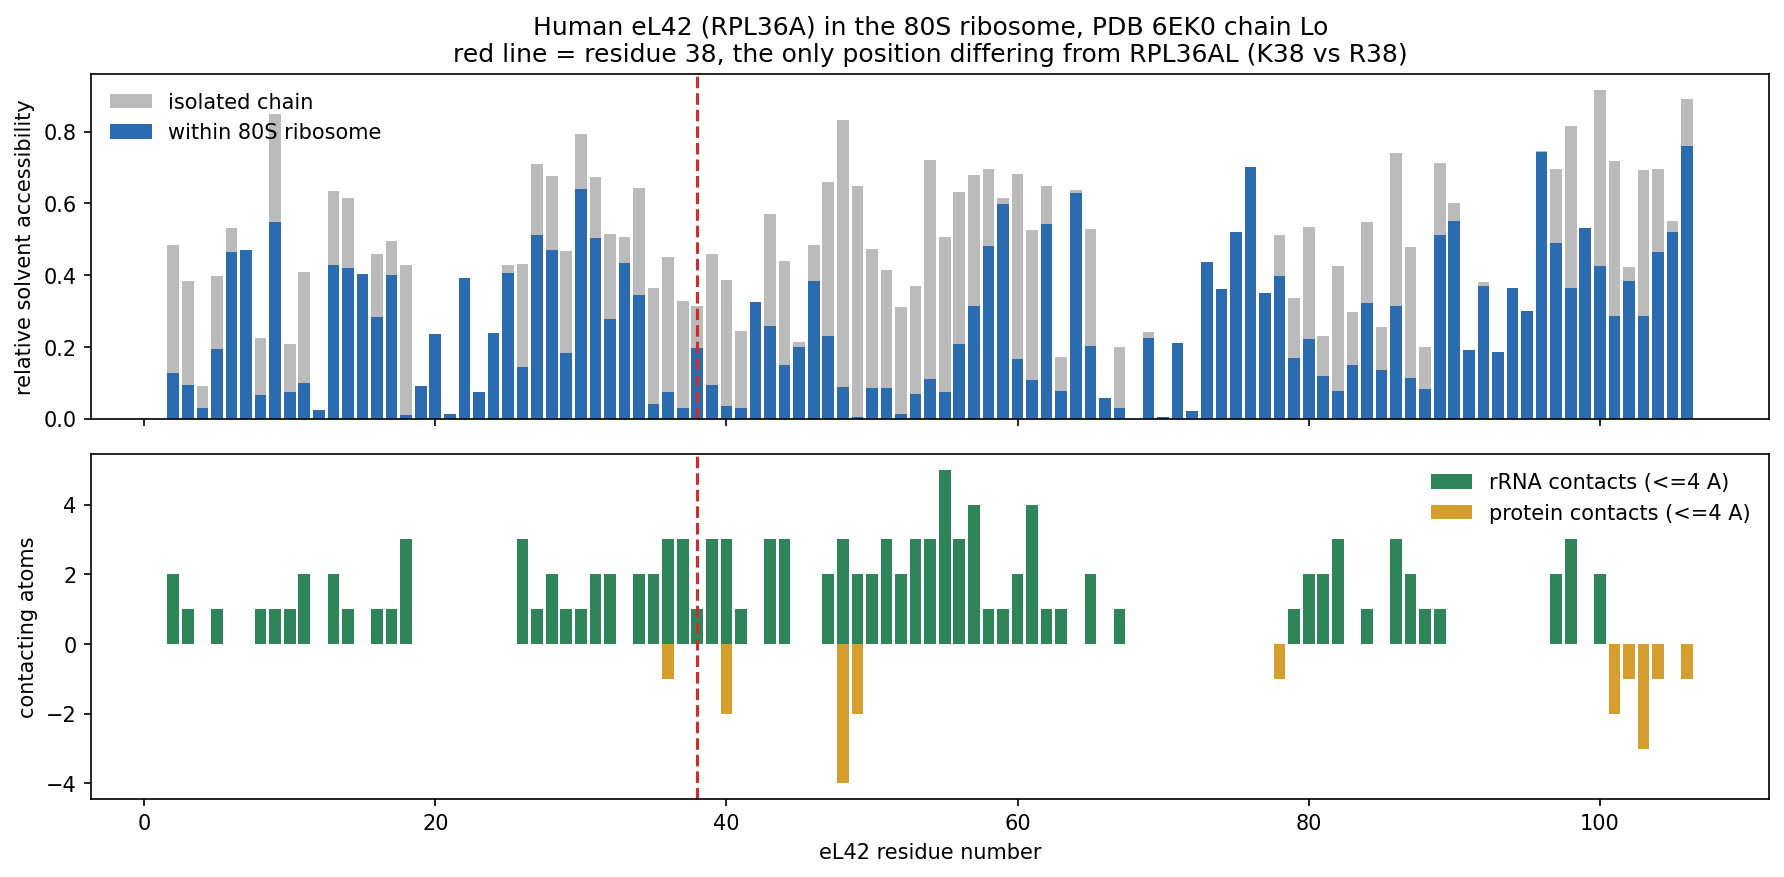 Human eL42 (RPL36A) in the 80S ribosome, PDB 6EK0 chain Lo
red line = residue 38, the only position differing from RPL36AL (K38 vs R38)
relative solvent accessibility
isolated chain
within 80S ribosome
0.8
0.6
0.4
0.2
0.0
contacting atoms
rRNA contacts (<=4 A)
protein contacts (<=4 A)
4
2
0
−2
−4
0
20
40
60
80
100
eL42 residue number